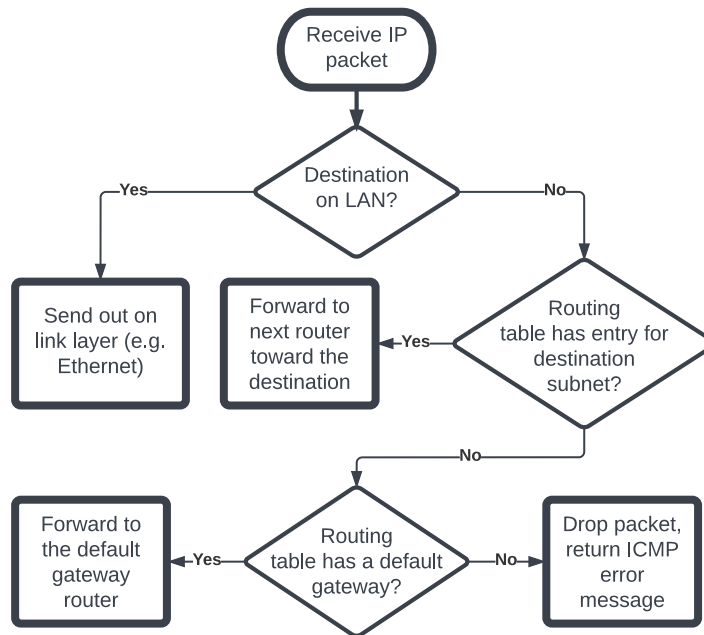 Receive IP
packet
Destination
on LAN?
Yes
No
Send out on
link layer (e.g.
Ethernet)
Forward to
next router
toward the
destination
Yes
Routing
table has entry for
destination
subnet?
No
Forward to
the default
gateway
router
Yes
Routing
table has a default
gateway?
No
Drop packet,
return ICMP
error
message